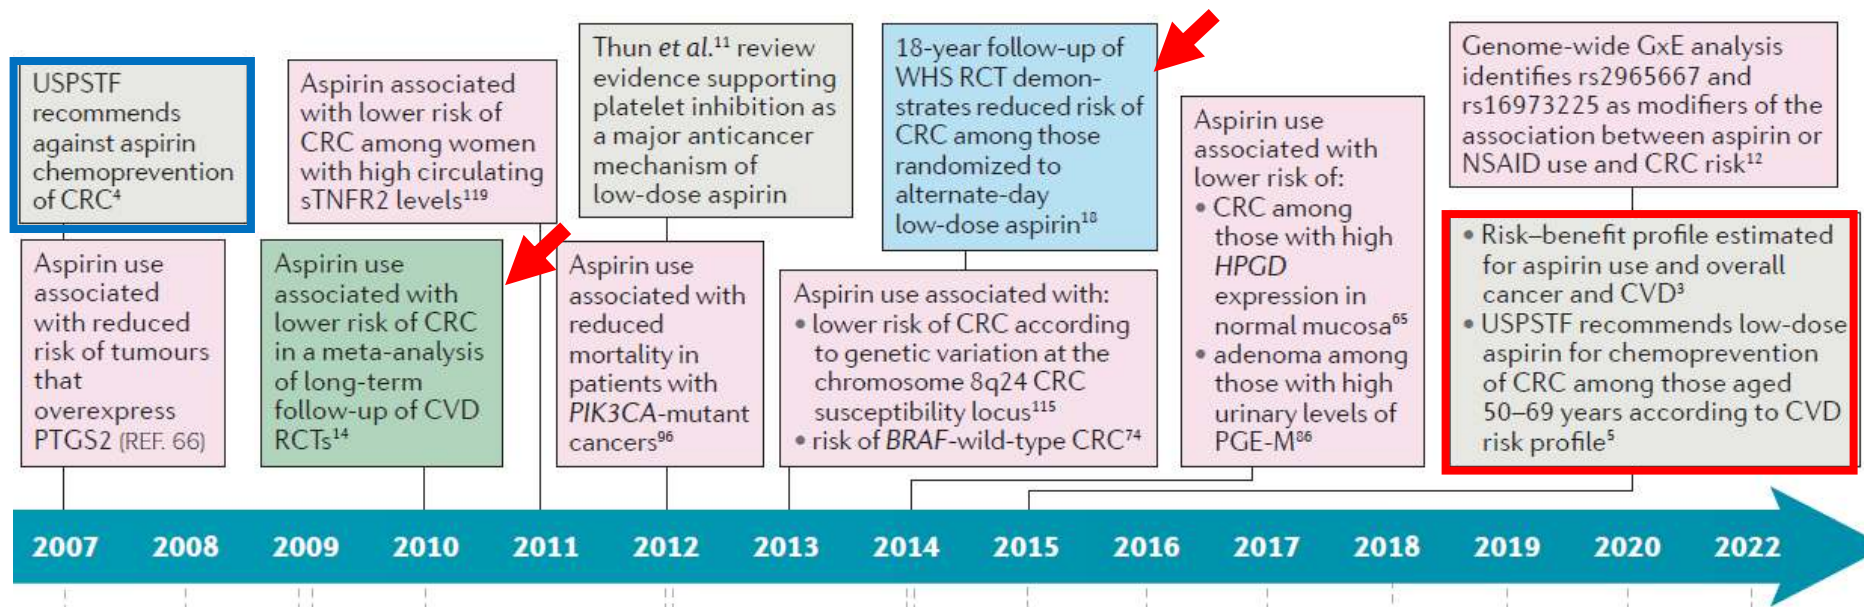 USPSTF
recommends
against aspirin
chemoprevention
of CRC4
Aspirin use
associated
with reduced
risk of tumours
that
overexpress
PTGS2 (REF. 66)
Aspirin associated
with lower risk of
CRC among women
with high circulating
sTNFR2 levels119
Aspirin use
associated with
lower risk of CRC
in a meta-analysis
of long-term
follow-up of CVD
RCTs14
Thun et al.11 review
evidence supporting
platelet inhibition as
a major anticancer
mechanism of
low-dose aspirin
Aspirin use
associated with
reduced
mortality in
patients with
PIK3CA-mutant
cancers96
18-year follow-up of
WHS RCT demon-
strates reduced risk of
CRC among those
randomized to
alternate-day
low-dose aspirin18
Aspirin use associated with:
• lower risk of CRC according
to genetic variation at the
chromosome 8q24 CRC
susceptibility locus115
• risk of BRAF-wild-type CRC74
Aspirin use
associated with
lower risk of:
• CRC among
those with high
HPGD
expression in
normal mucosa65
• adenoma among
those with high
urinary levels of
PGE-M86
Genome-wide GxE analysis
identifies rs2965667 and
rs16973225 as modifiers of the
association between aspirin or
NSAID use and CRC risk12
• Risk–benefit profile estimated
for aspirin use and overall
cancer and CVD3
• USPSTF recommends low-dose
aspirin for chemoprevention
of CRC among those aged
50–69 years according to CVD
risk profile5
2007 2008 2009 2010 2011 2012 2013 2014 2015 2016 2017 2018 2019 2020 2022